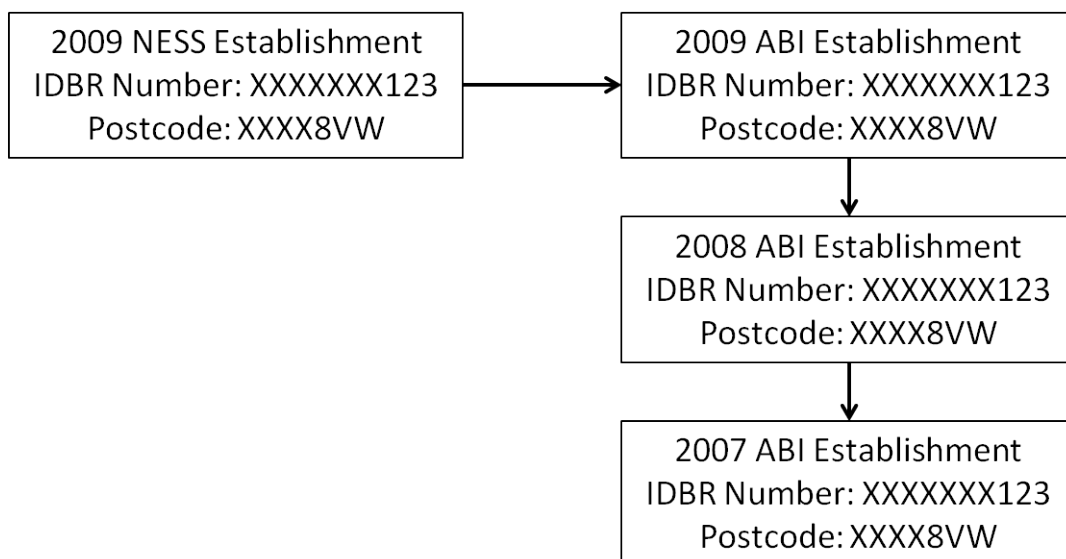 2009 NESS Establishment
IDBR Number: XXXXXXX123
Postcode: XXXX8VW
2009 ABI Establishment
IDBR Number: XXXXXXX123
Postcode: XXXX8VW
2008 ABI Establishment
IDBR Number: XXXXXXX123
Postcode: XXXX8VW
2007 ABI Establishment
IDBR Number: XXXXXXX123
Postcode: XXXX8VW